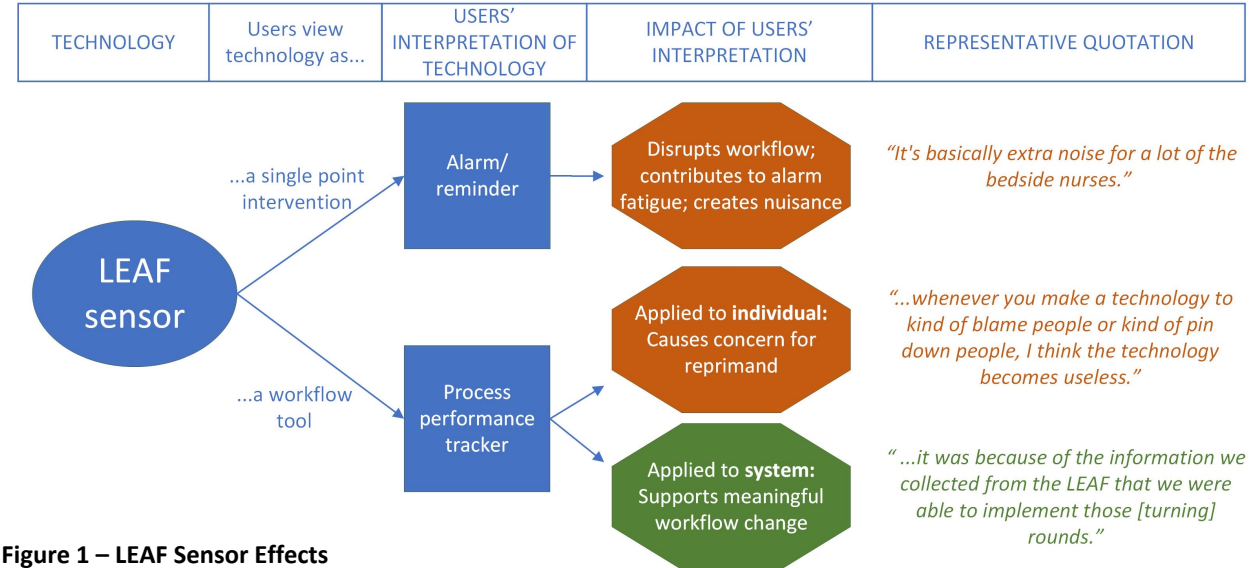 TECHNOLOGY
Users view
technology as...
USERS’
INTERPRETATION OF
TECHNOLOGY
IMPACT OF USERS’
INTERPRETATION
REPRESENTATIVE QUOTATION
LEAF
sensor
...a single point
intervention
Alarm/
reminder
Disrupts workflow;
contributes to alarm
fatigue; creates nuisance
“It's basically extra noise for a lot of the
bedside nurses.”
...a workflow
tool
Process
performance
tracker
Applied to individual:
Causes concern for
reprimand
“...whenever you make a technology to
kind of blame people or kind of pin
down people, I think the technology
becomes useless.”
Applied to system:
Supports meaningful
workflow change
“ ...it was because of the information we
collected from the LEAF that we were
able to implement those [turning]
rounds.”
Figure 1 – LEAF Sensor Effects